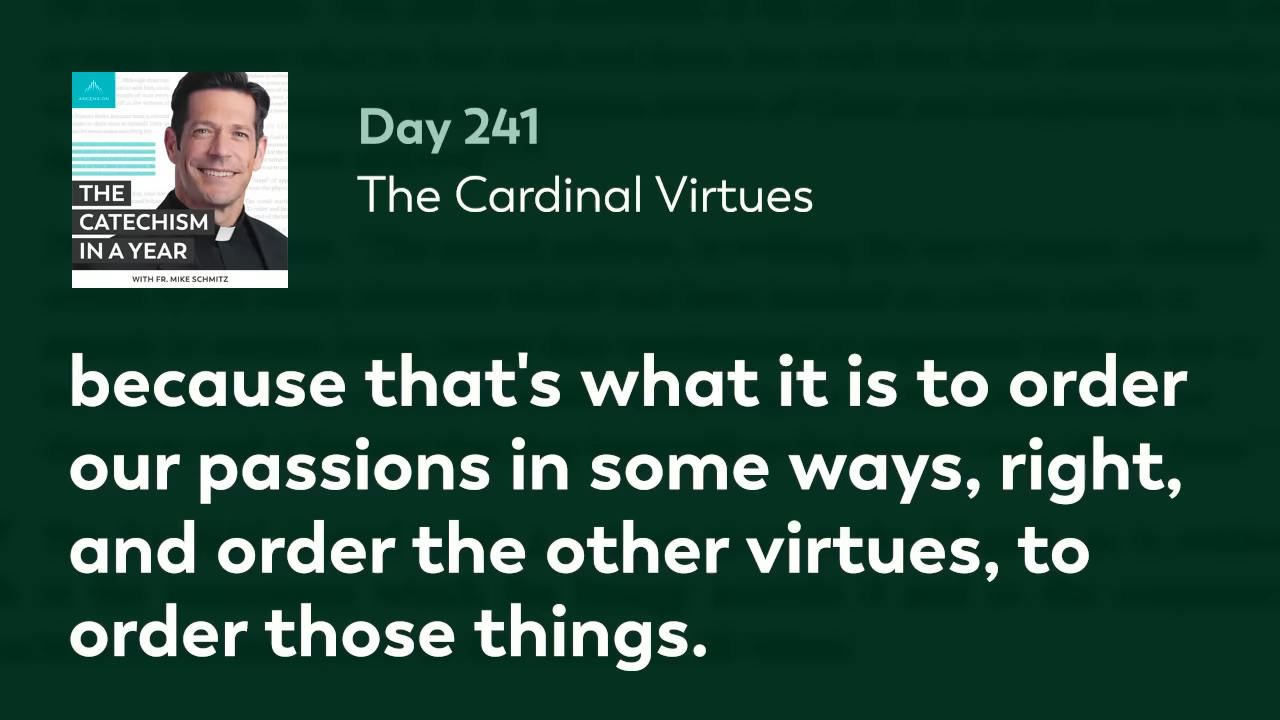 ASCENSION
THE
CATECHISM
IN A YEAR
WITH FR. MIKE SCHMITZ
Day 241
The Cardinal Virtues
because that's what it is to order
our passions in some ways, right,
and order the other virtues, to
order those things.